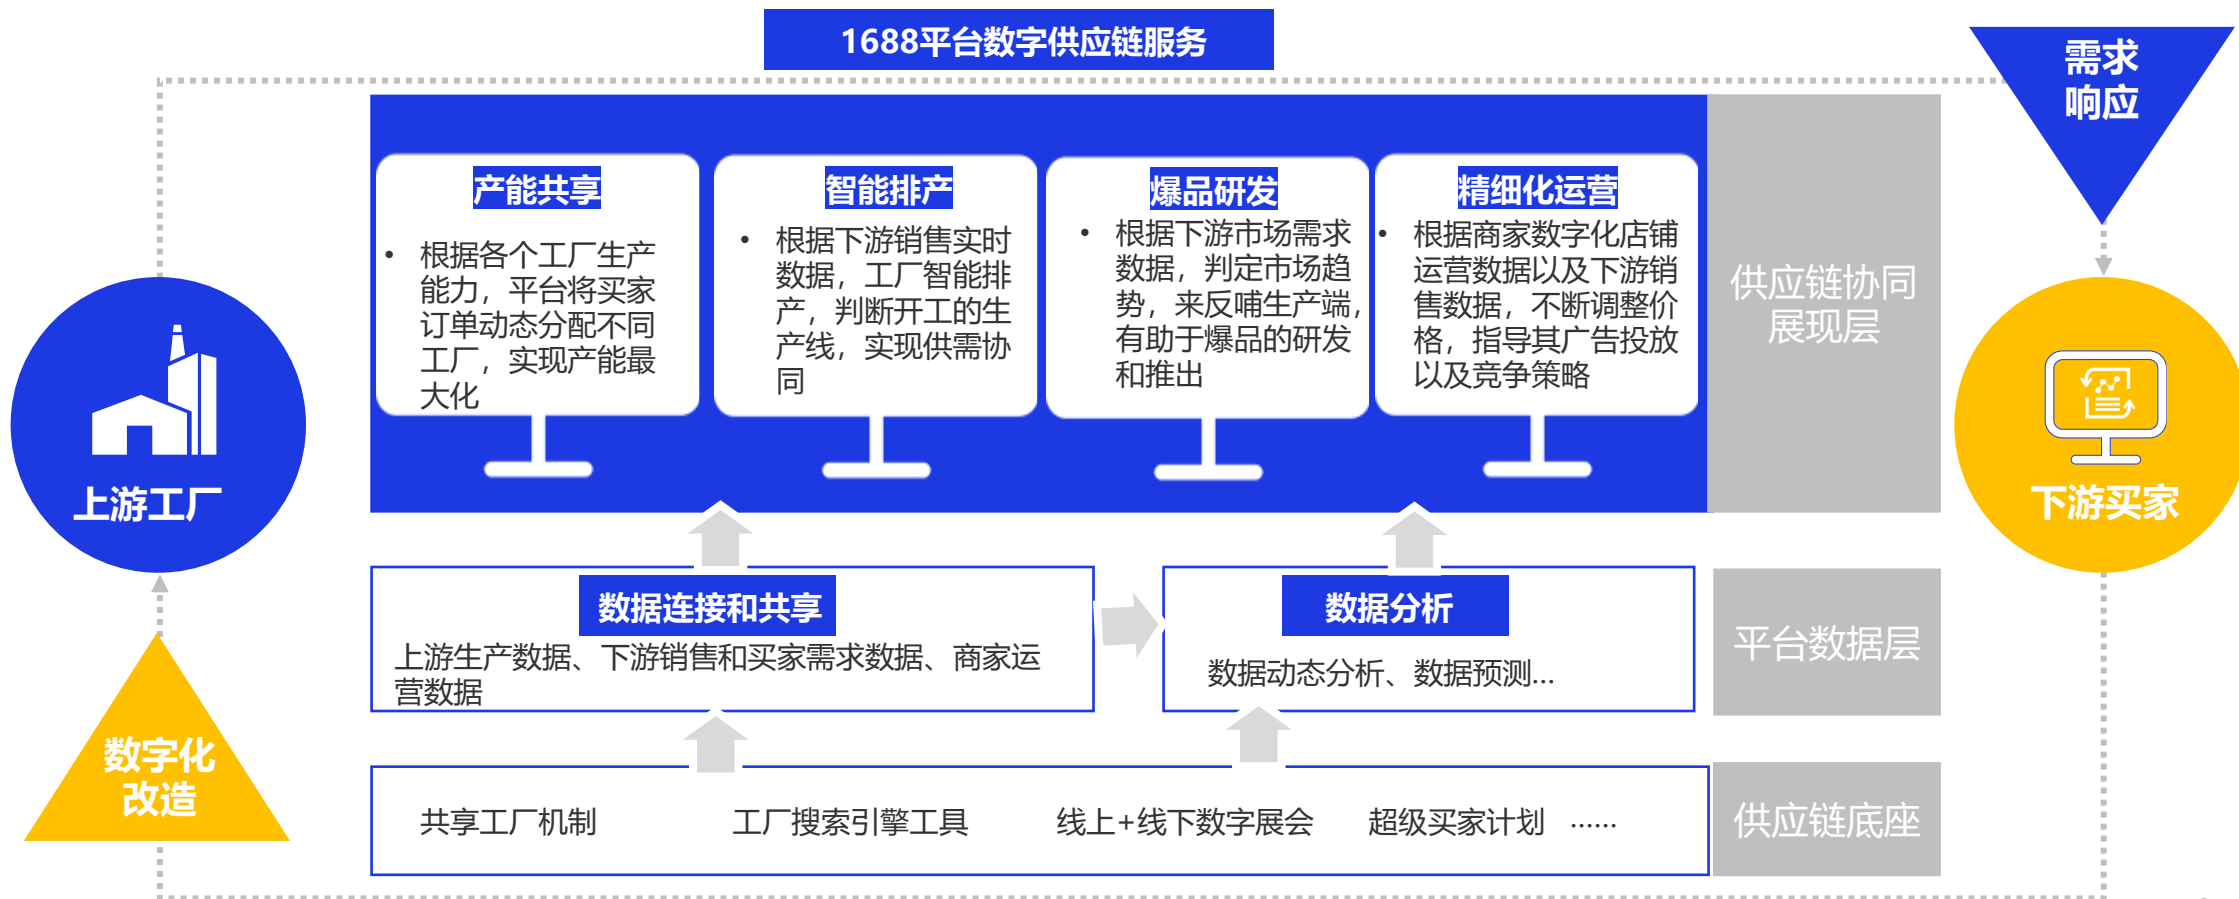 1688平台数字供应链服务
需求
响应
产能共享
• 根据各个工厂生产
能力，平台将买家
订单动态分配不同
工厂，实现产能最
大化
智能排产
• 根据下游销售实时
数据，工厂智能排
产，判断开工的生
产线，实现供需协
同
爆品研发
• 根据下游市场需求
数据，判定市场趋
势，来反哺生产端，
有助于爆品的研发
和推出
精细化运营
• 根据商家数字化店铺
运营数据以及下游销
售数据，不断调整价
格，指导其广告投放
以及竞争策略
供应链协同
展现层
上游工厂
下游买家
数据连接和共享
上游生产数据、下游销售和买家需求数据、商家运
营数据
数据分析
数据动态分析、数据预测...
平台数据层
数字化
改造
共享工厂机制
工厂搜索引擎工具
线上+线下数字展会
超级买家计划
......
供应链底座